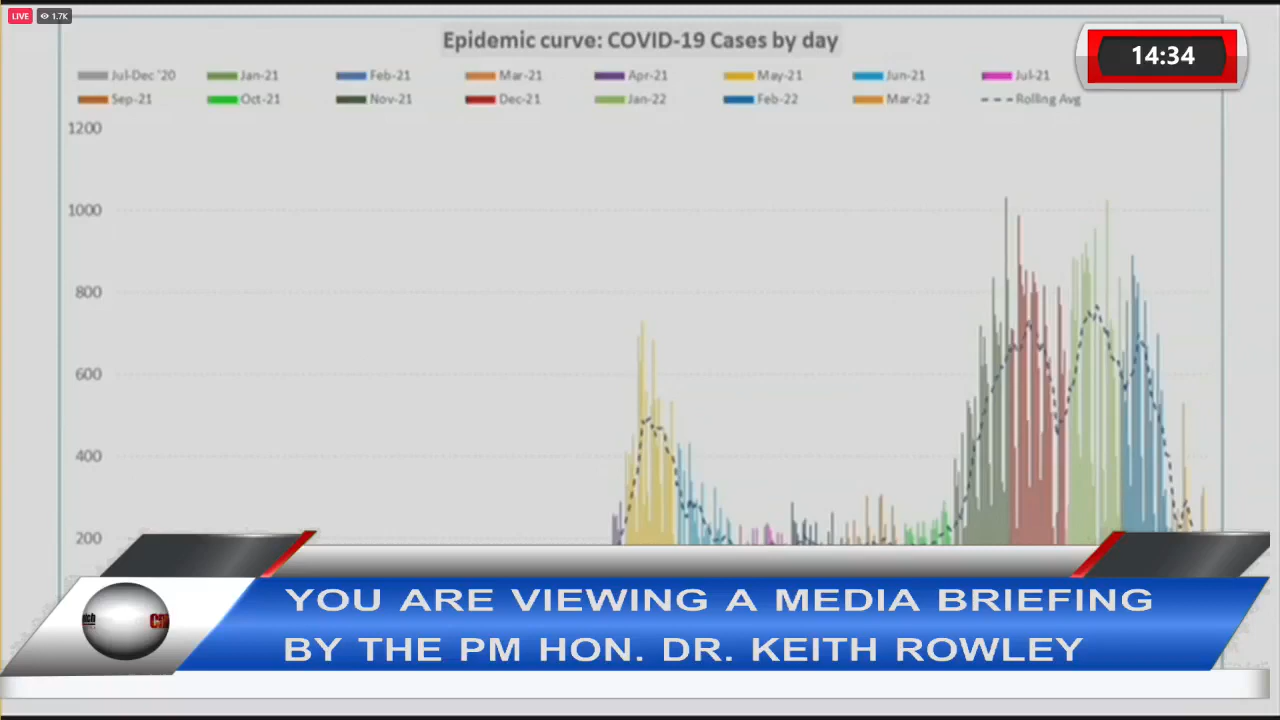 LIVE 1.7K
Epidemic curve: COVID-19 Cases by day
14:34
Jul-Dec '20 Jan-21 Feb-21 Mar-21 Apr-21 May-21 Jun-21 Jul-21
Sep-21 Oct-21 Nov-21 Dec-21 Jan-22 Feb-22 Mar-22 Rolling Avg
1200
1000
800
600
400
200
YOU ARE VIEWING A MEDIA BRIEFING
BY THE PM HON. DR. KEITH ROWLEY